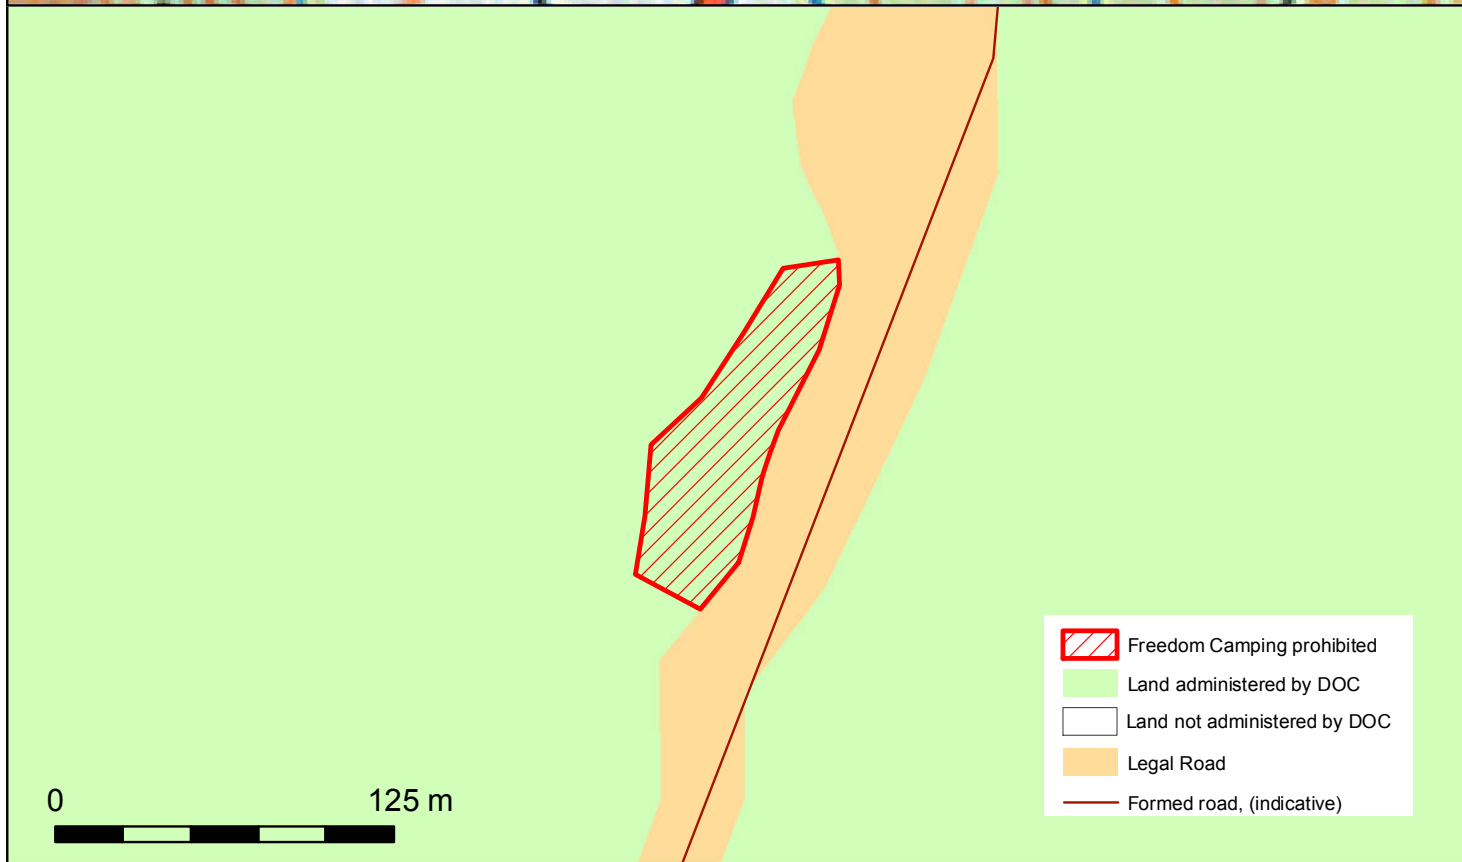 Freedom Camping prohibited
Land administered by DOC
Land not administered by DOC
Legal Road
Formed road, (indicative)
0 125 m